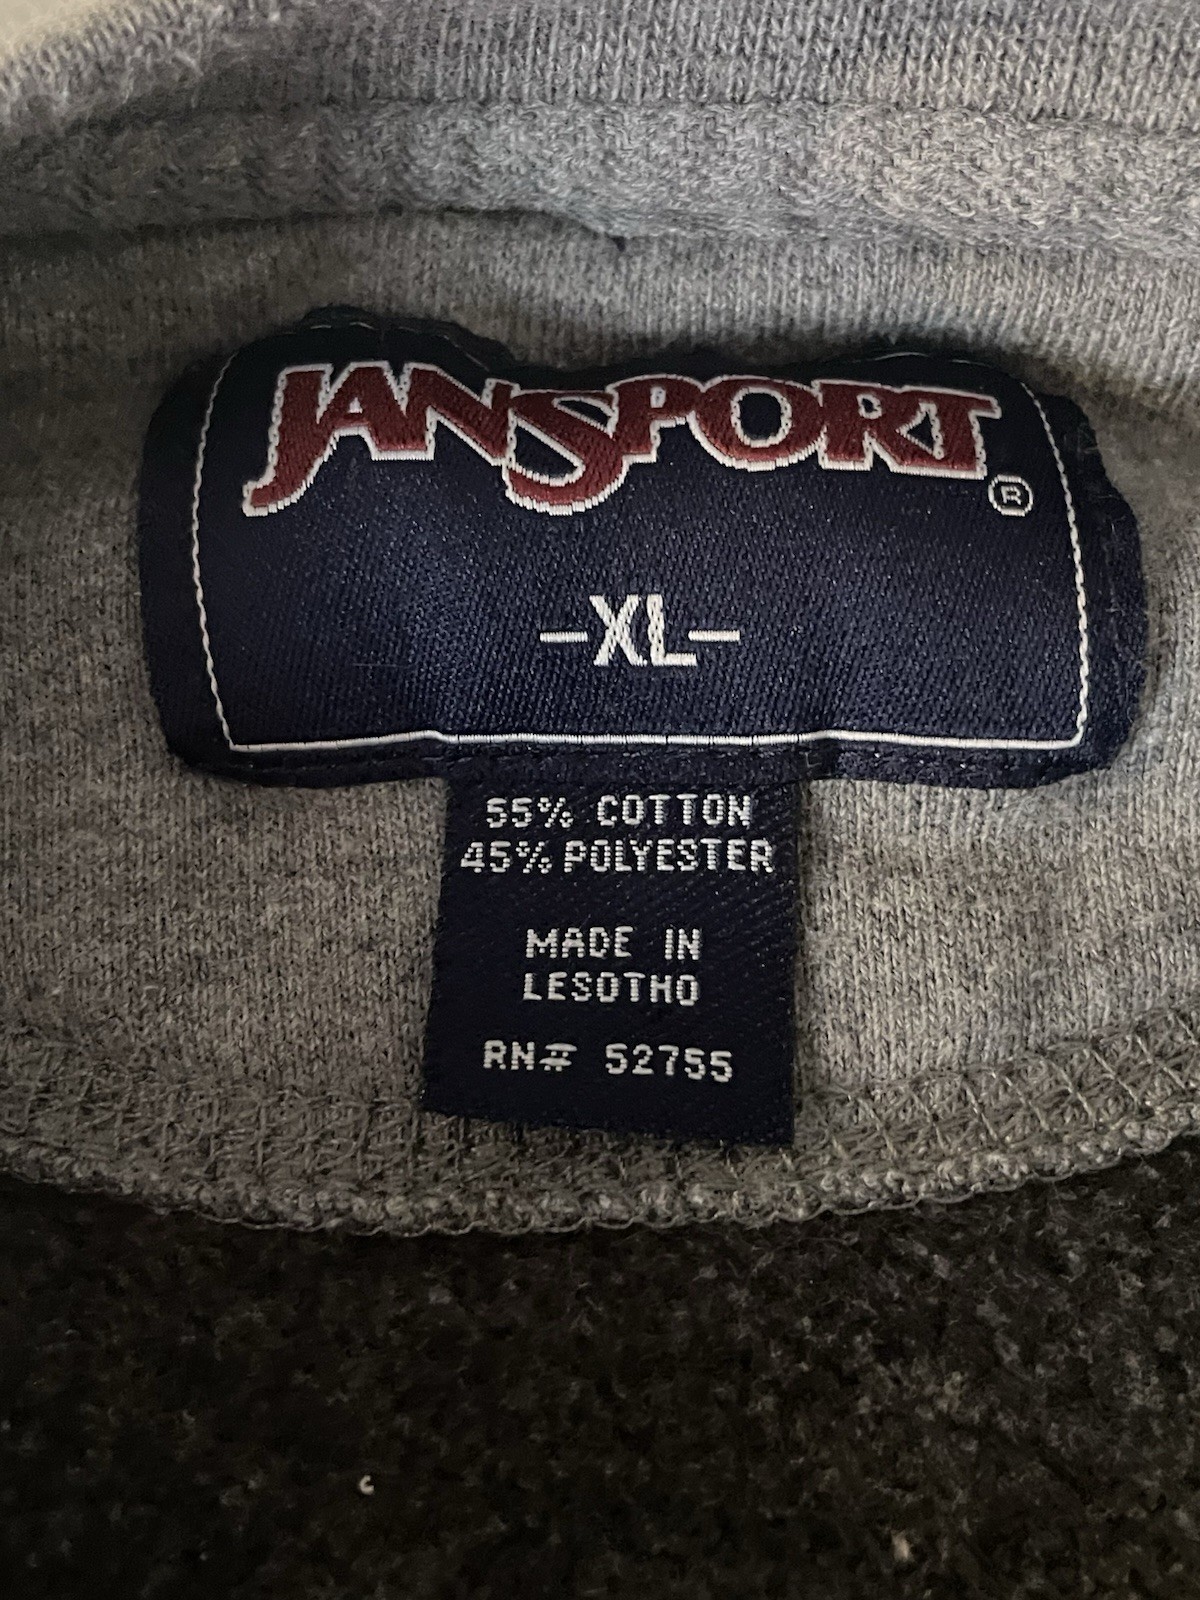 JANSPORT®
-XL-
55% COTTON
45% POLYESTER
MADE IN
LESOTHO
RN# 52755